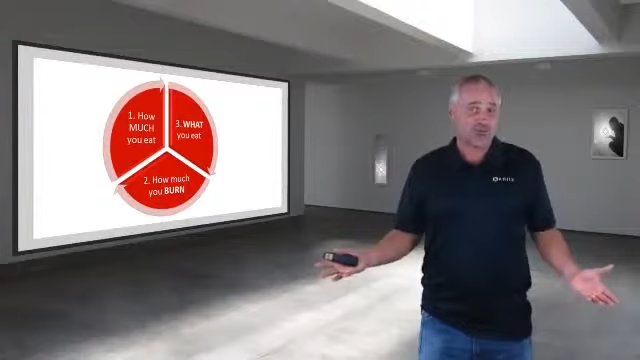 1. How
MUCH
you eat
3. WHAT
you eat
2. How much
you BURN